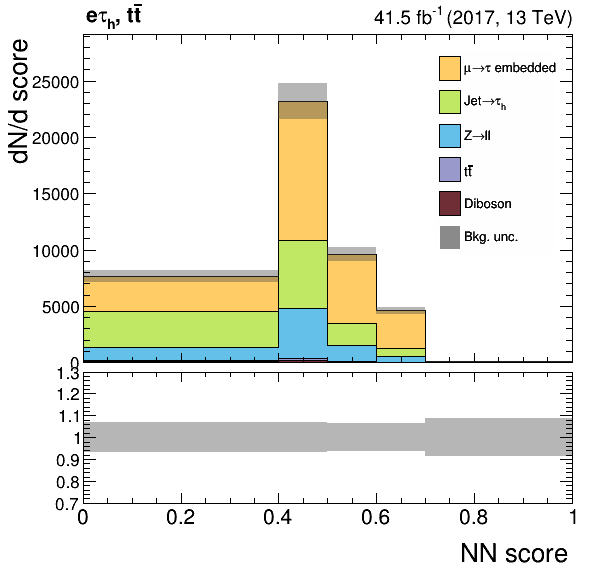 eτh, tt̄
41.5 fb⁻¹ (2017, 13 TeV)
dN/d score
25000
20000
15000
10000
5000
0
μ→τ embedded
Jet→τh
Z→ll
tt̄
Diboson
Bkg. unc.
1.3
1.2
1.1
1
0.9
0.8
0.7
0 0.2 0.4 0.6 0.8 1
NN score